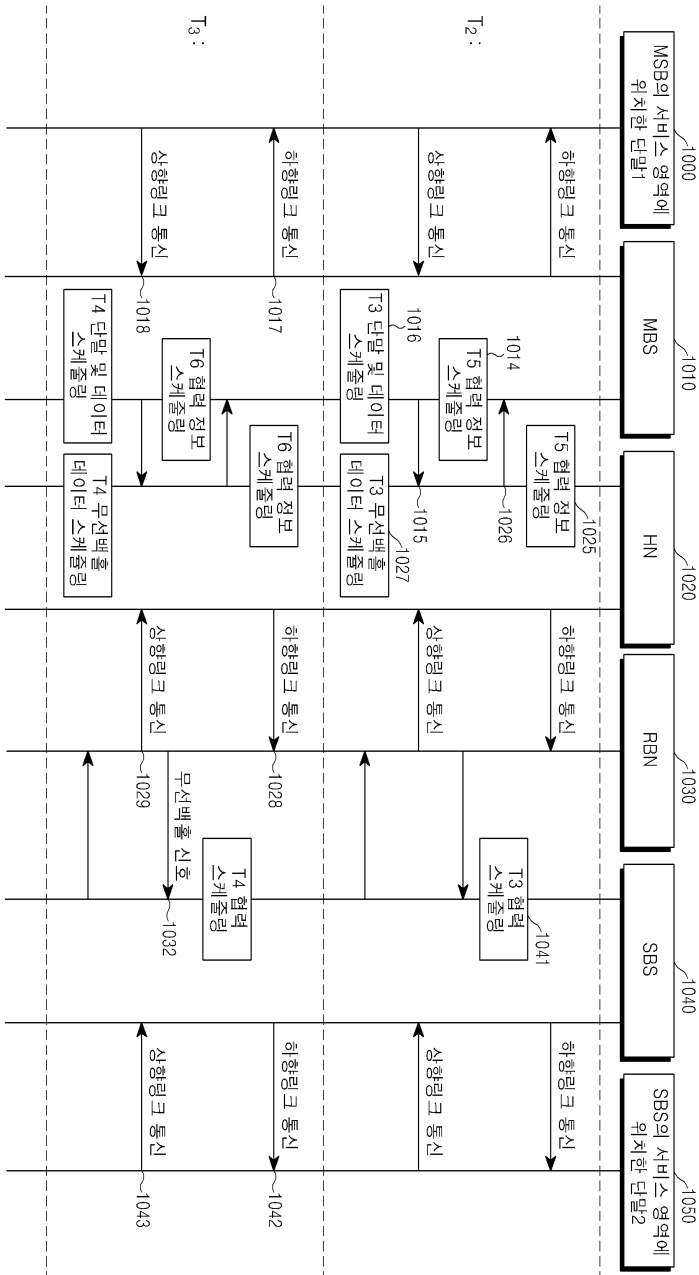 1000
MSB의 서비스 영역에
위치한 단말1
1010
MBS
1020
HN
1030
RBN
1040
SBS
1050
SBS의 서비스 영역에
위치한 단말2
T₂ :
하향링크 통신
하향링크 통신
하향링크 통신
T5 협력 정보
스케줄링
1025
1026
1014
T5 협력 정보
스케줄링
T3 협력
스케줄링
1041
상향링크 통신
1015
상향링크 통신
상향링크 통신
1016
T3 단말 및 데이터
스케줄링
T3 무선백홀
데이터 스케줄링
1027
T₃ :
하향링크 통신
1017
하향링크 통신
1028
하향링크 통신
1042
T6 협력 정보
스케줄링
T6 협력 정보
스케줄링
T4 협력
스케줄링
무선백홀 신호
1032
상향링크 통신
1018
상향링크 통신
1029
상향링크 통신
1043
T4 단말 및 데이터
스케줄링
T4 무선백홀
데이터 스케줄링